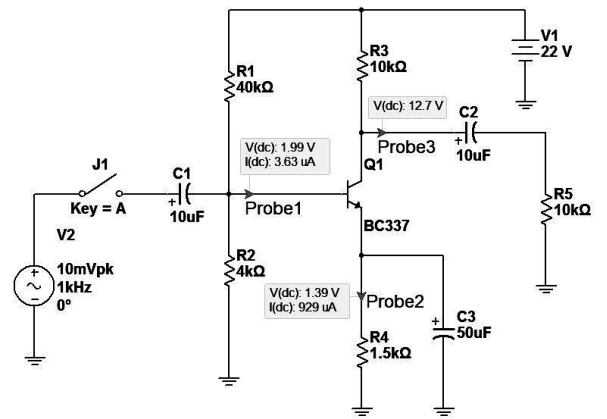 V1
22 V
R3
10kΩ
R1
40kΩ
V(dc): 12.7 V
C2
Probe3
+
10uF
V(dc): 1.99 V
I(dc): 3.63 uA
J1
Key = A
C1
+
10uF
Probe1
Q1
BC337
R5
10kΩ
V2
10mVpk
1kHz
0°
R2
4kΩ
V(dc): 1.39 V
I(dc): 929 uA
Probe2
R4
1.5kΩ
+
C3
50uF